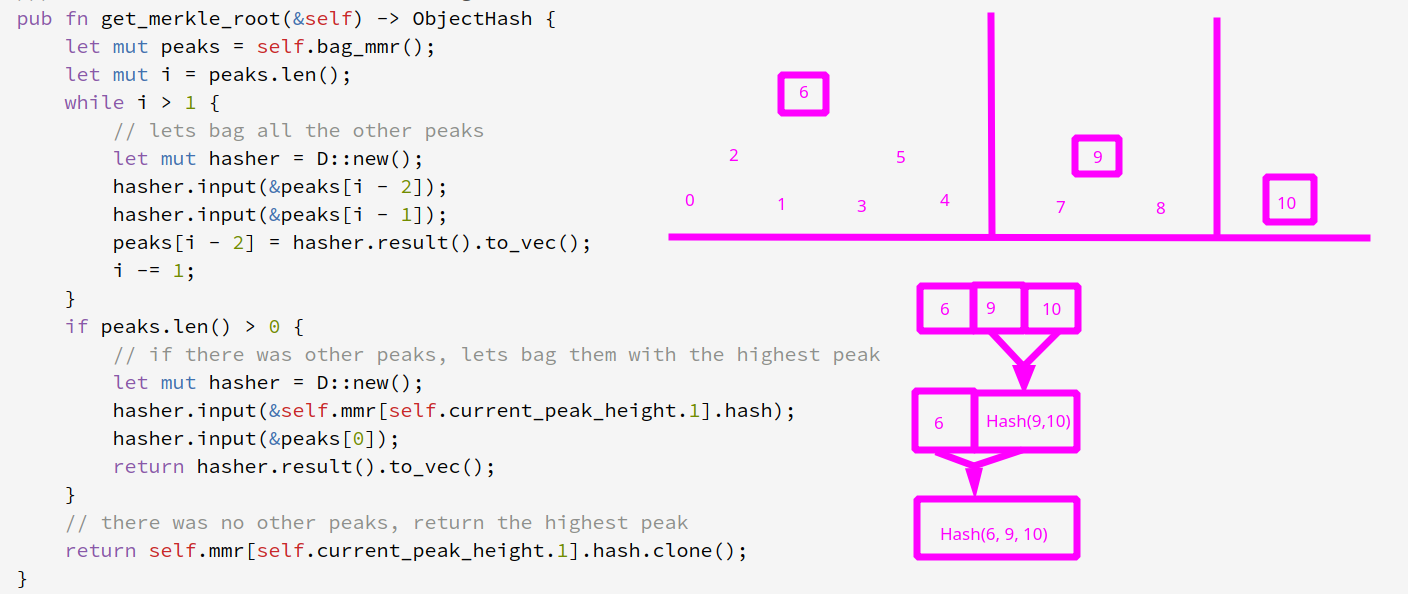 pub fn get_merkle_root(&self) -> ObjectHash {
let mut peaks = self.bag_mmr();
let mut i = peaks.len();
while i > 1 {
// lets bag all the other peaks
let mut hasher = D::new();
hasher.input(&peaks[i - 2]);
hasher.input(&peaks[i - 1]);
peaks[i - 2] = hasher.result().to_vec();
i -= 1;
}
if peaks.len() > 0 {
// if there was other peaks, lets bag them with the highest peak
let mut hasher = D::new();
hasher.input(&self.mmr[self.current_peak_height.1].hash);
hasher.input(&peaks[0]);
return hasher.result().to_vec();
}
// there was no other peaks, return the highest peak
return self.mmr[self.current_peak_height.1].hash.clone();
}
6
2 5 9
0 1 3 4 7 8 10
6 9 10
6 Hash(9,10)
Hash(6, 9, 10)